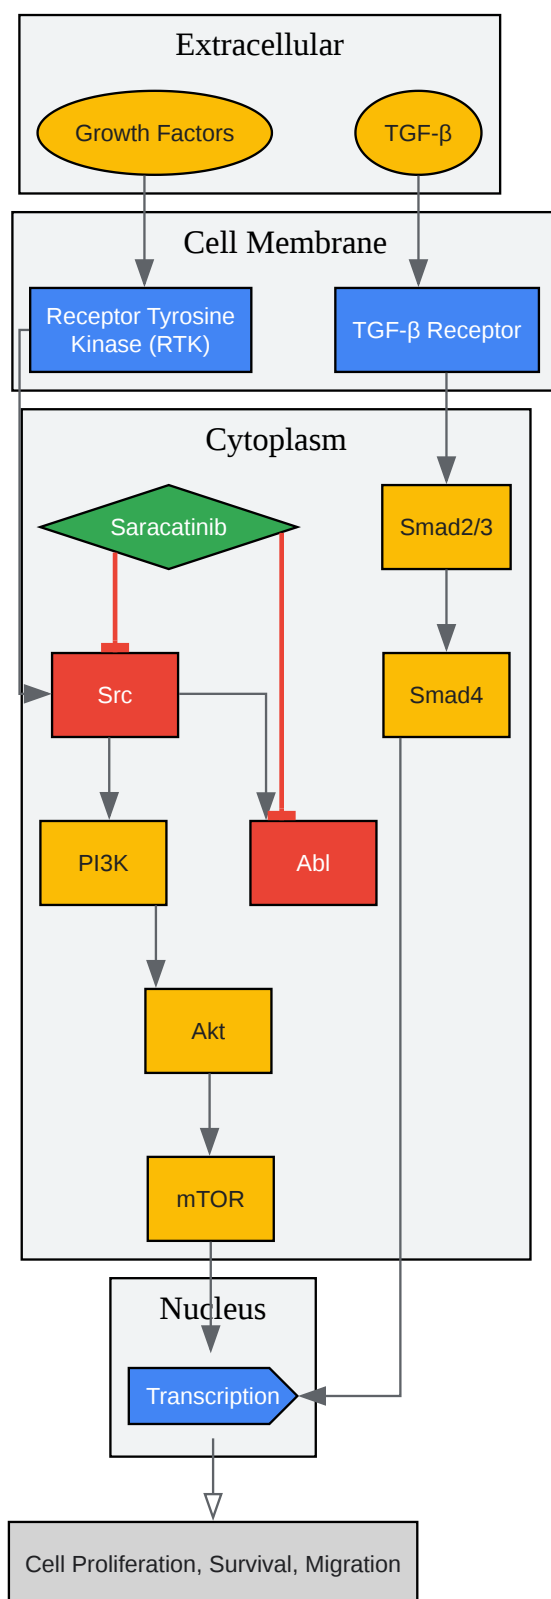 Extracellular
Growth Factors
TGF-β
Cell Membrane
Receptor Tyrosine
Kinase (RTK)
TGF-β Receptor
Cytoplasm
Saracatinib
Smad2/3
Src
Smad4
PI3K
Abl
Akt
mTOR
Nucleus
Transcription
Cell Proliferation, Survival, Migration